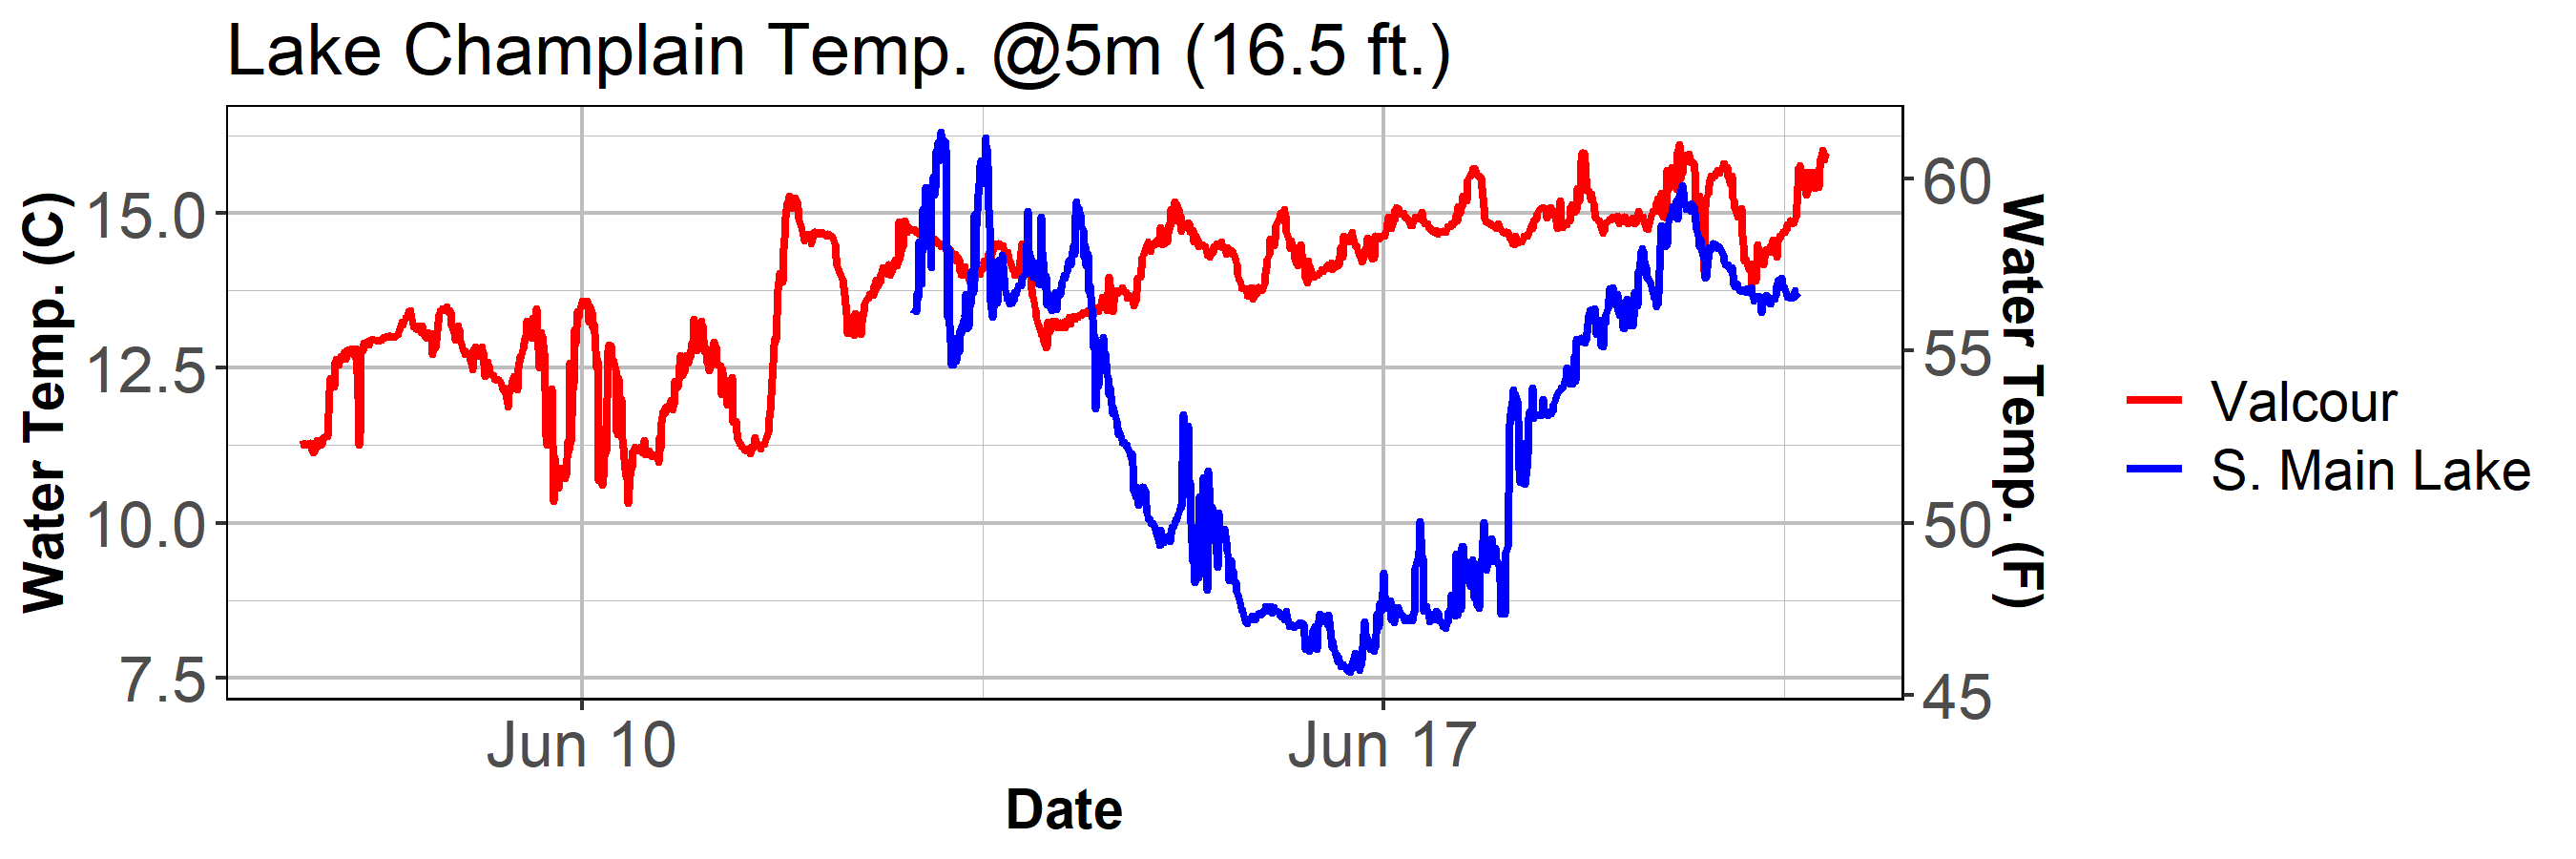 Lake Champlain Temp. @5m (16.5 ft.)
Water Temp. (C)
15.0
12.5
10.0
7.5
60
55
50
45
Water Temp. (F)
Jun 10
Jun 17
Date
Valcour
S. Main Lake